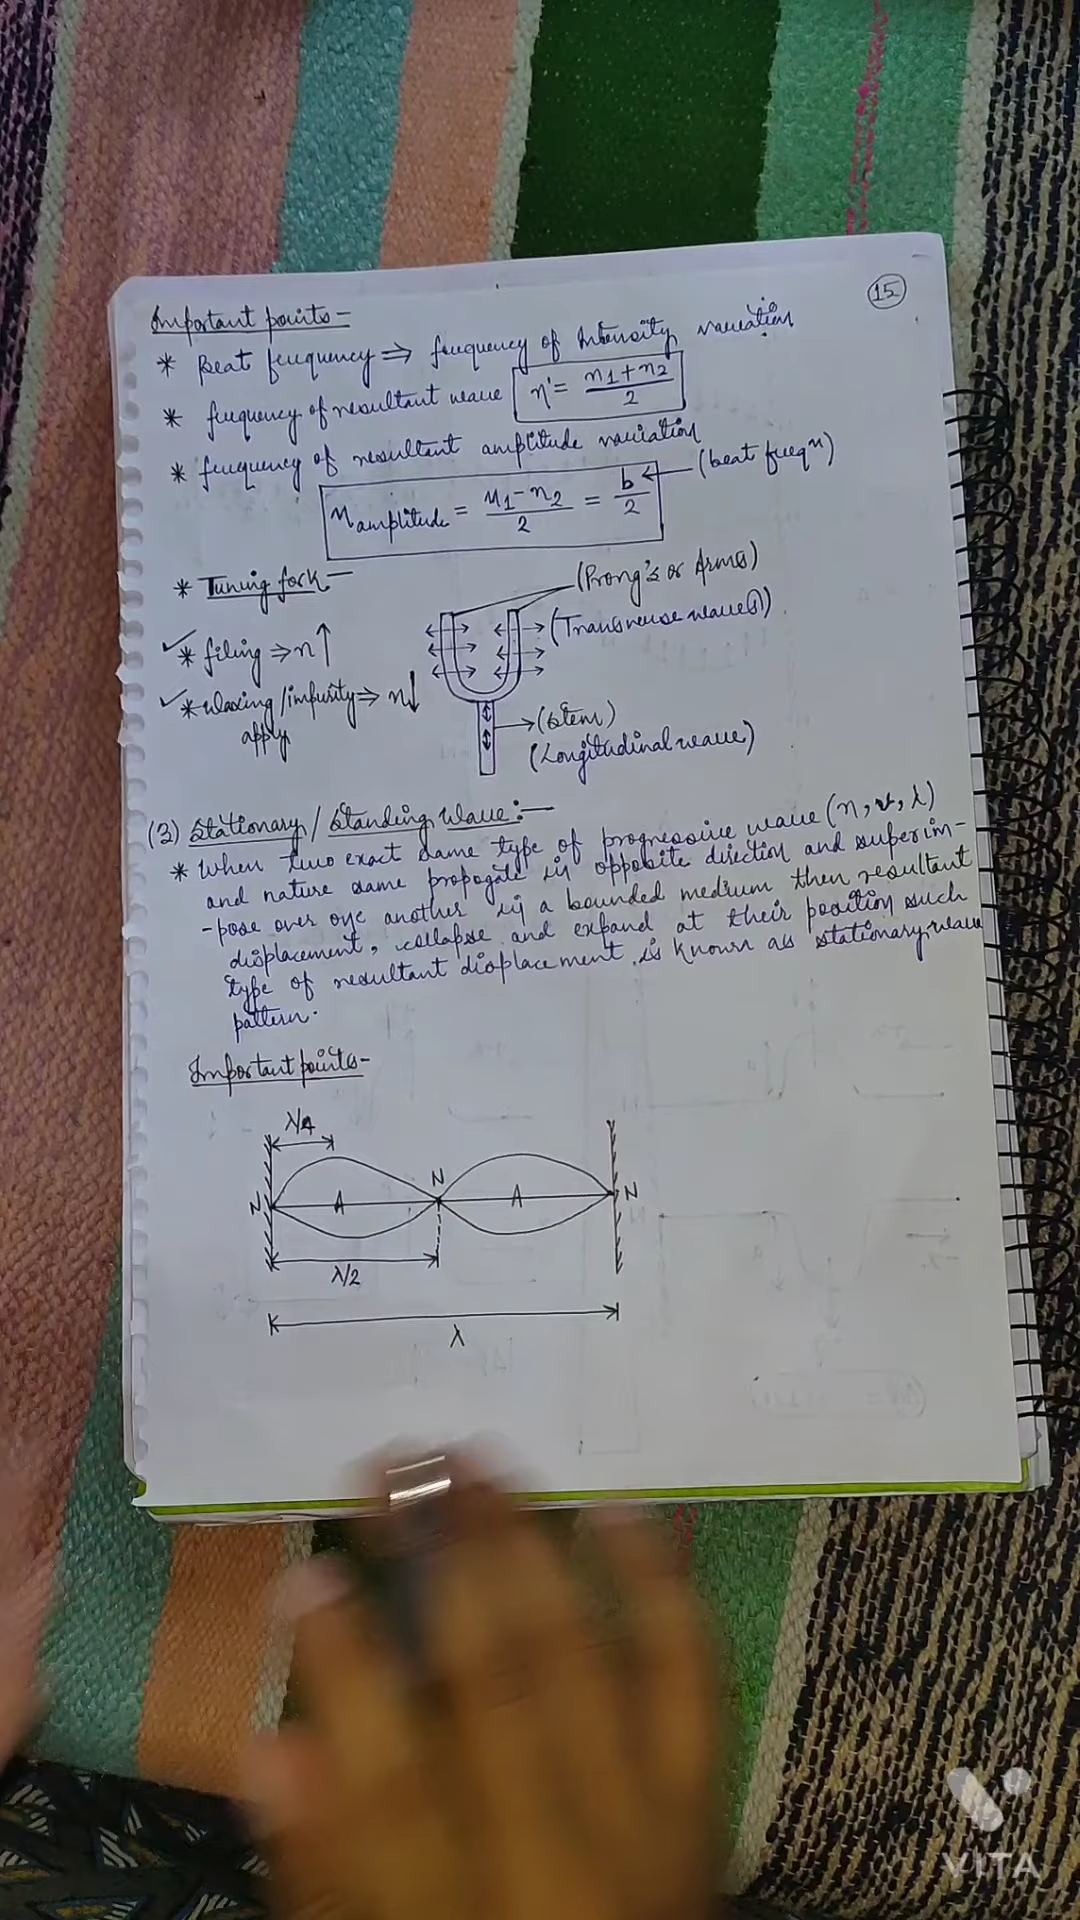 15
Important points-
* Beat frequency ⇒ frequency of Intensity variation
* frequency of resultant wave n' = n1+n2/2
* frequency of resultant amplitude variation
n amplitude = n1-n2/2 = b/2 ← (beat freqn)
* Tuning fork-
(Prong's or Arms)
(Transverse wave(s))
✓* filing ⇒ n↑
✓* waxing/impurity ⇒ n↓
apply
(stem)
(Longitudinal wave)
(3) Stationary/Standing Wave:-
* When two exact same type of progressive wave (n, v, λ)
and nature same propagate in opposite direction and superim-
-pose over one another in a bounded medium then resultant
displacement, collapse and expand at their position such
type of resultant displacement is known as stationary wave
pattern.
Important points-
λ/4
N A N A N
λ/2
λ
VITA